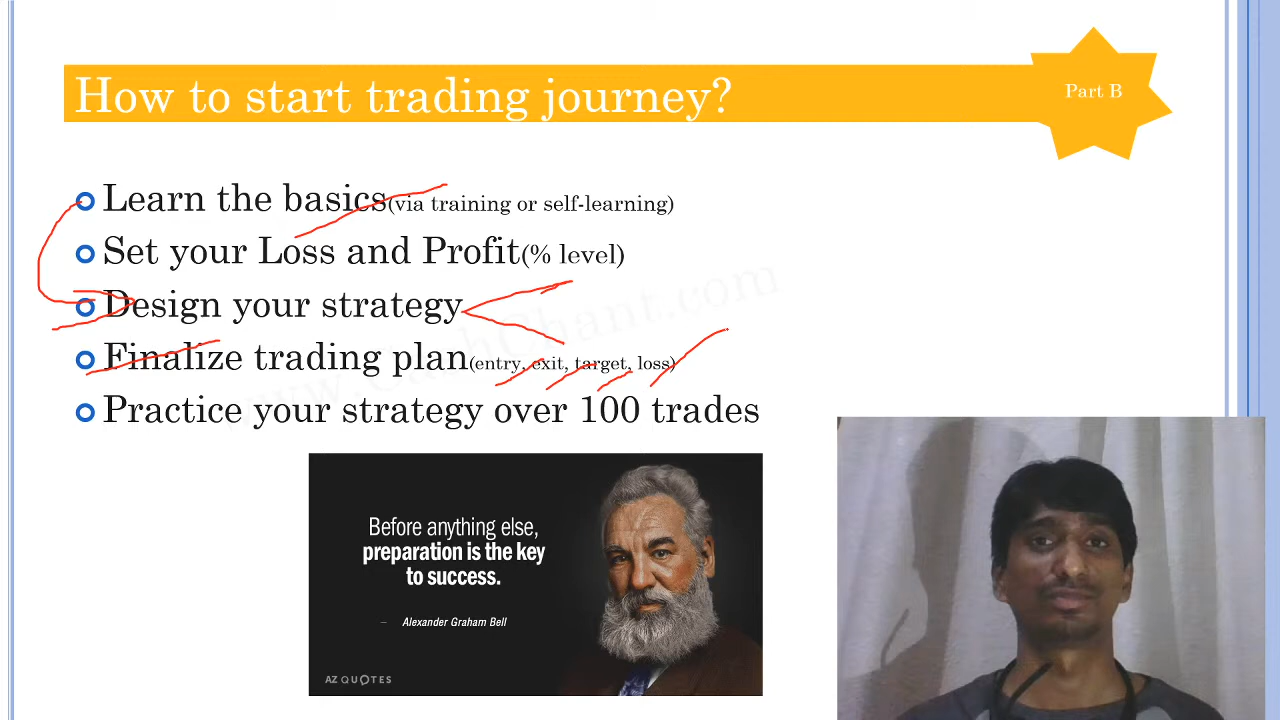 How to start trading journey?
Part B
Learn the basics(via training or self-learning)
Set your Loss and Profit(% level)
Design your strategy
Finalize trading plan(entry, exit, target, loss)
Practice your strategy over 100 trades
Before anything else,
preparation is the key
to success.
– Alexander Graham Bell
AZ QUOTES